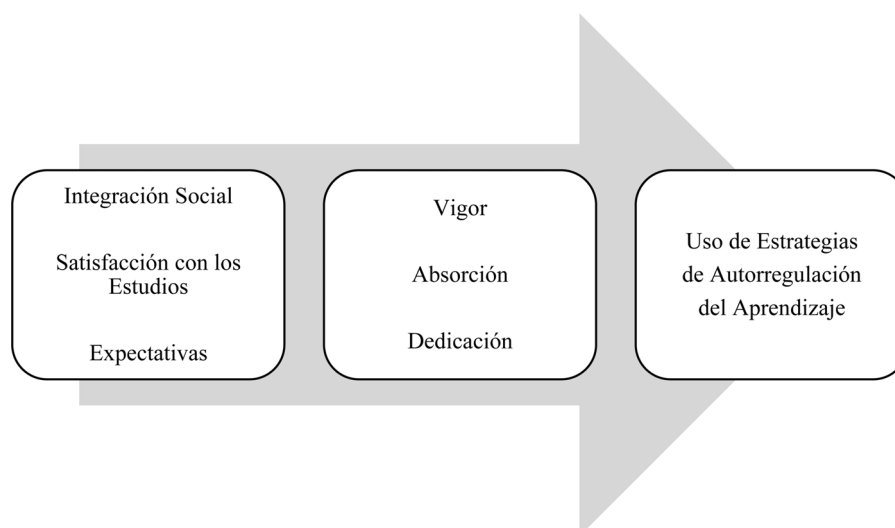 Integración Social
Satisfacción con los
Estudios
Expectativas
Vigor
Absorción
Dedicación
Uso de Estrategias
de Autorregulación
del Aprendizaje